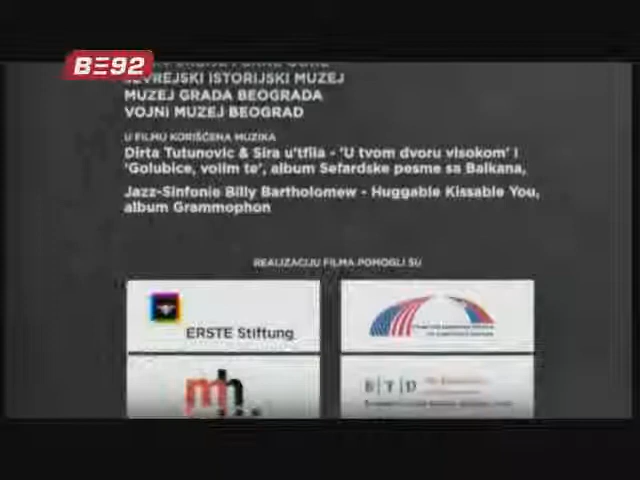 B92
JEVREJSKI ISTORIJSKI MUZEJ
MUZEJ GRADA BEOGRADA
VOJNI MUZEJ BEOGRAD
U FILMU KORIŠĆENA MUZIKA
Dirta Tutunovic & Sira u'tfila - 'U tvom dvoru visokom' i
'Golubice, volim te', album Sefardske pesme sa Balkana,
Jazz-Sinfonie Billy Bartholomew - Huggable Kissable You,
album Grammophon
REALIZACIJU FILMA POMOGLI SU
ERSTE Stiftung
mh
B | T | D